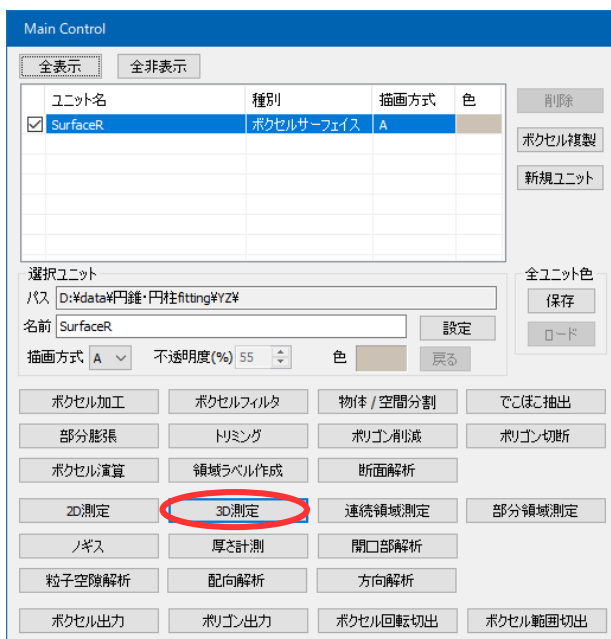 Main Control
全表示 全非表示
ユニット名 種別 描画方式 色
SurfaceR ボクセルサーフェイス A
削除
ボクセル複製
新規ユニット
選択ユニット
パス D:¥data¥円錐・円柱fitting¥YZ¥
名前 SurfaceR 設定
描画方式 A 不透明度(%) 55 色 戻る
全ユニット色
保存
ロード
ボクセル加工 ボクセルフィルタ 物体 / 空間分割 でこぼこ抽出
部分膨張 トリミング ポリゴン削減 ポリゴン切断
ボクセル演算 領域ラベル作成 断面解析
2D測定 3D測定 連続領域測定 部分領域測定
ノギス 厚さ計測 開口部解析
粒子空隙解析 配向解析 方向解析
ボクセル出力 ポリゴン出力 ボクセル回転切出 ボクセル範囲切出